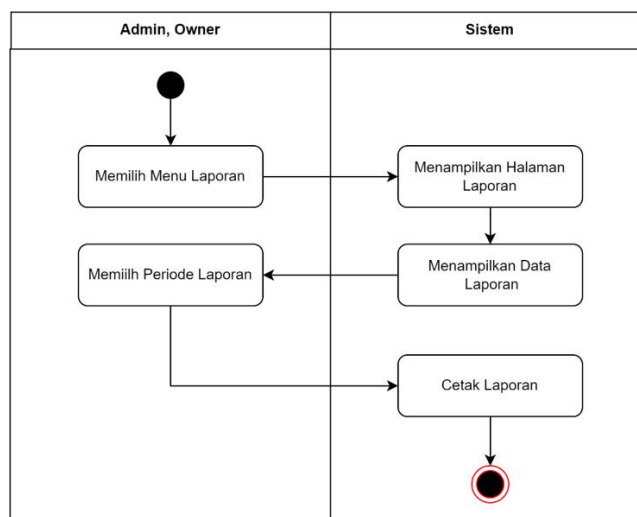 Admin, Owner
Sistem
Memilih Menu Laporan
Menampilkan Halaman
Laporan
Memiilh Periode Laporan
Menampilkan Data
Laporan
Cetak Laporan